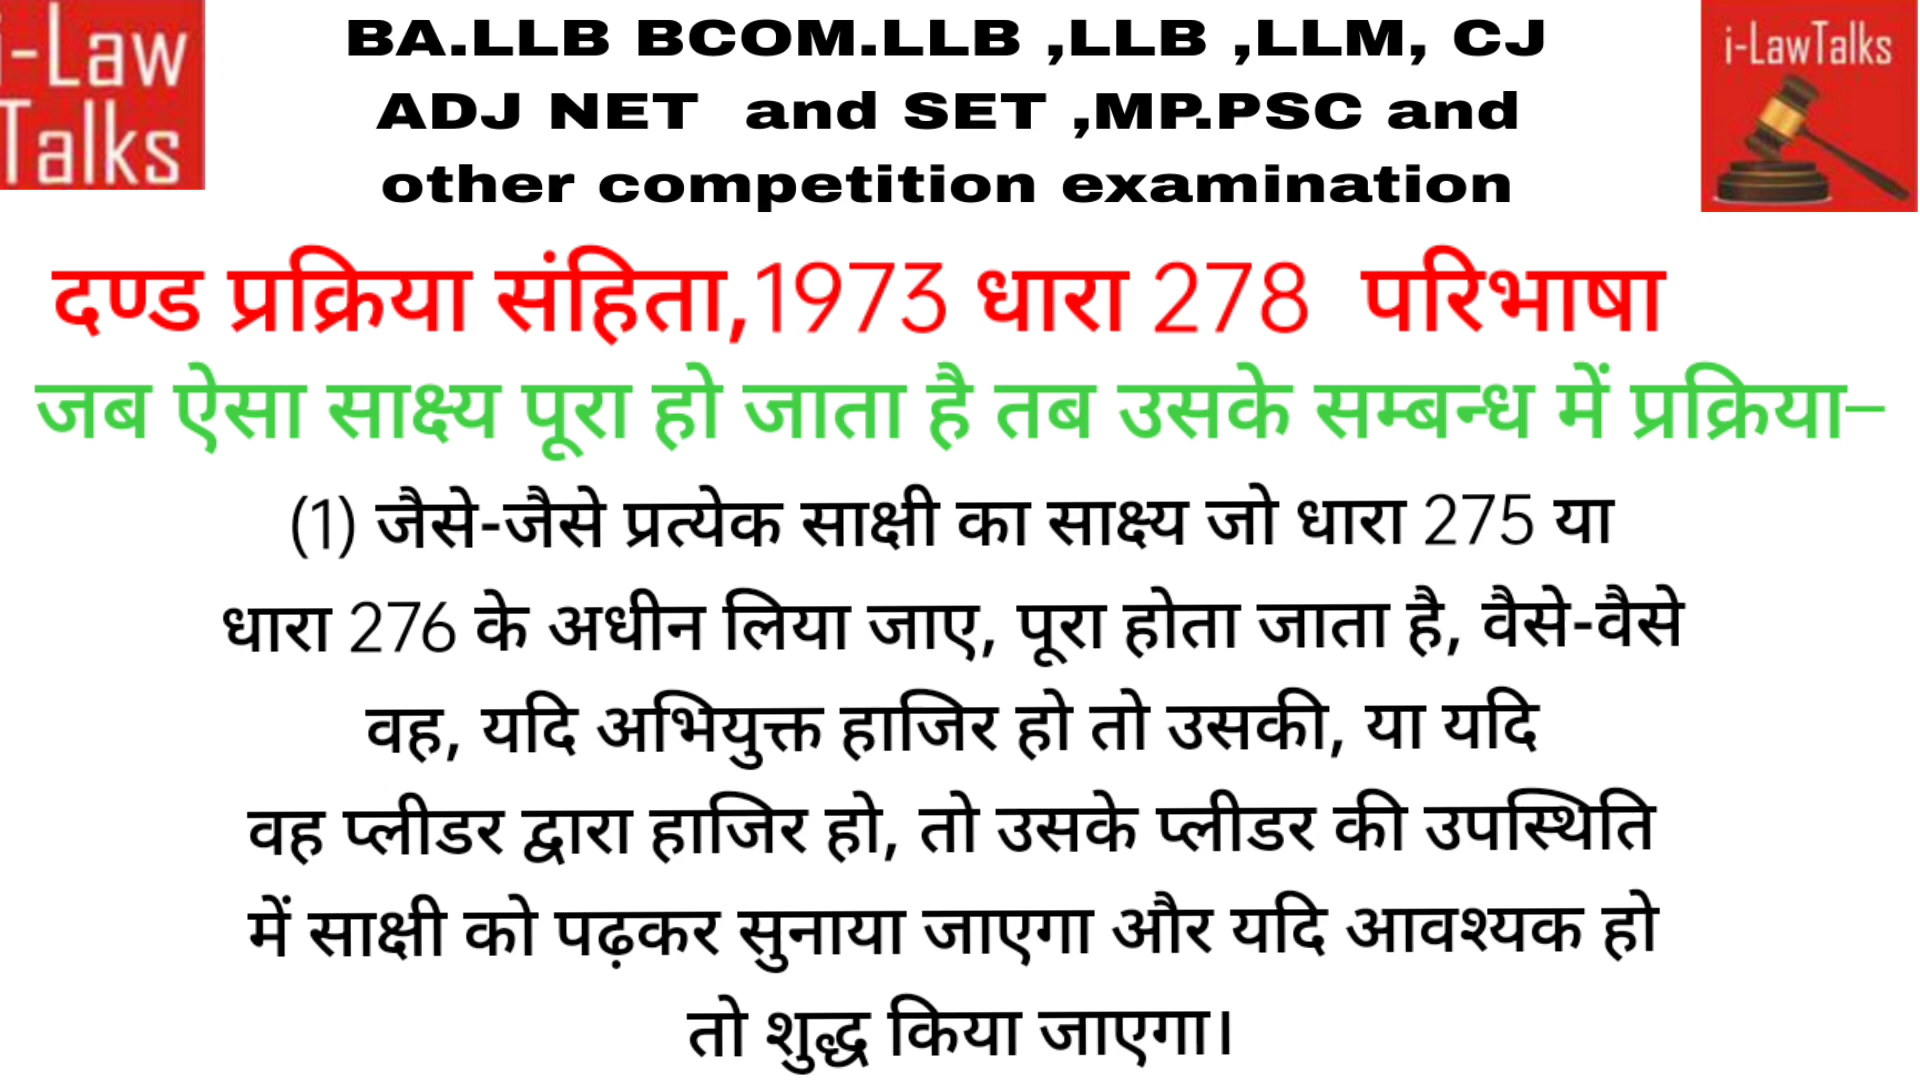 i-Law
Talks
BA.LLB BCOM.LLB ,LLB ,LLM, CJ
ADJ NET and SET ,MP.PSC and
other competition examination
i-LawTalks
दण्ड प्रक्रिया संहिता,1973 धारा 278 परिभाषा
जब ऐसा साक्ष्य पूरा हो जाता है तब उसके सम्बन्ध में प्रक्रिया–
(1) जैसे-जैसे प्रत्येक साक्षी का साक्ष्य जो धारा 275 या
धारा 276 के अधीन लिया जाए, पूरा होता जाता है, वैसे-वैसे
वह, यदि अभियुक्त हाजिर हो तो उसकी, या यदि
वह प्लीडर द्वारा हाजिर हो, तो उसके प्लीडर की उपस्थिति
में साक्षी को पढ़कर सुनाया जाएगा और यदि आवश्यक हो
तो शुद्ध किया जाएगा।